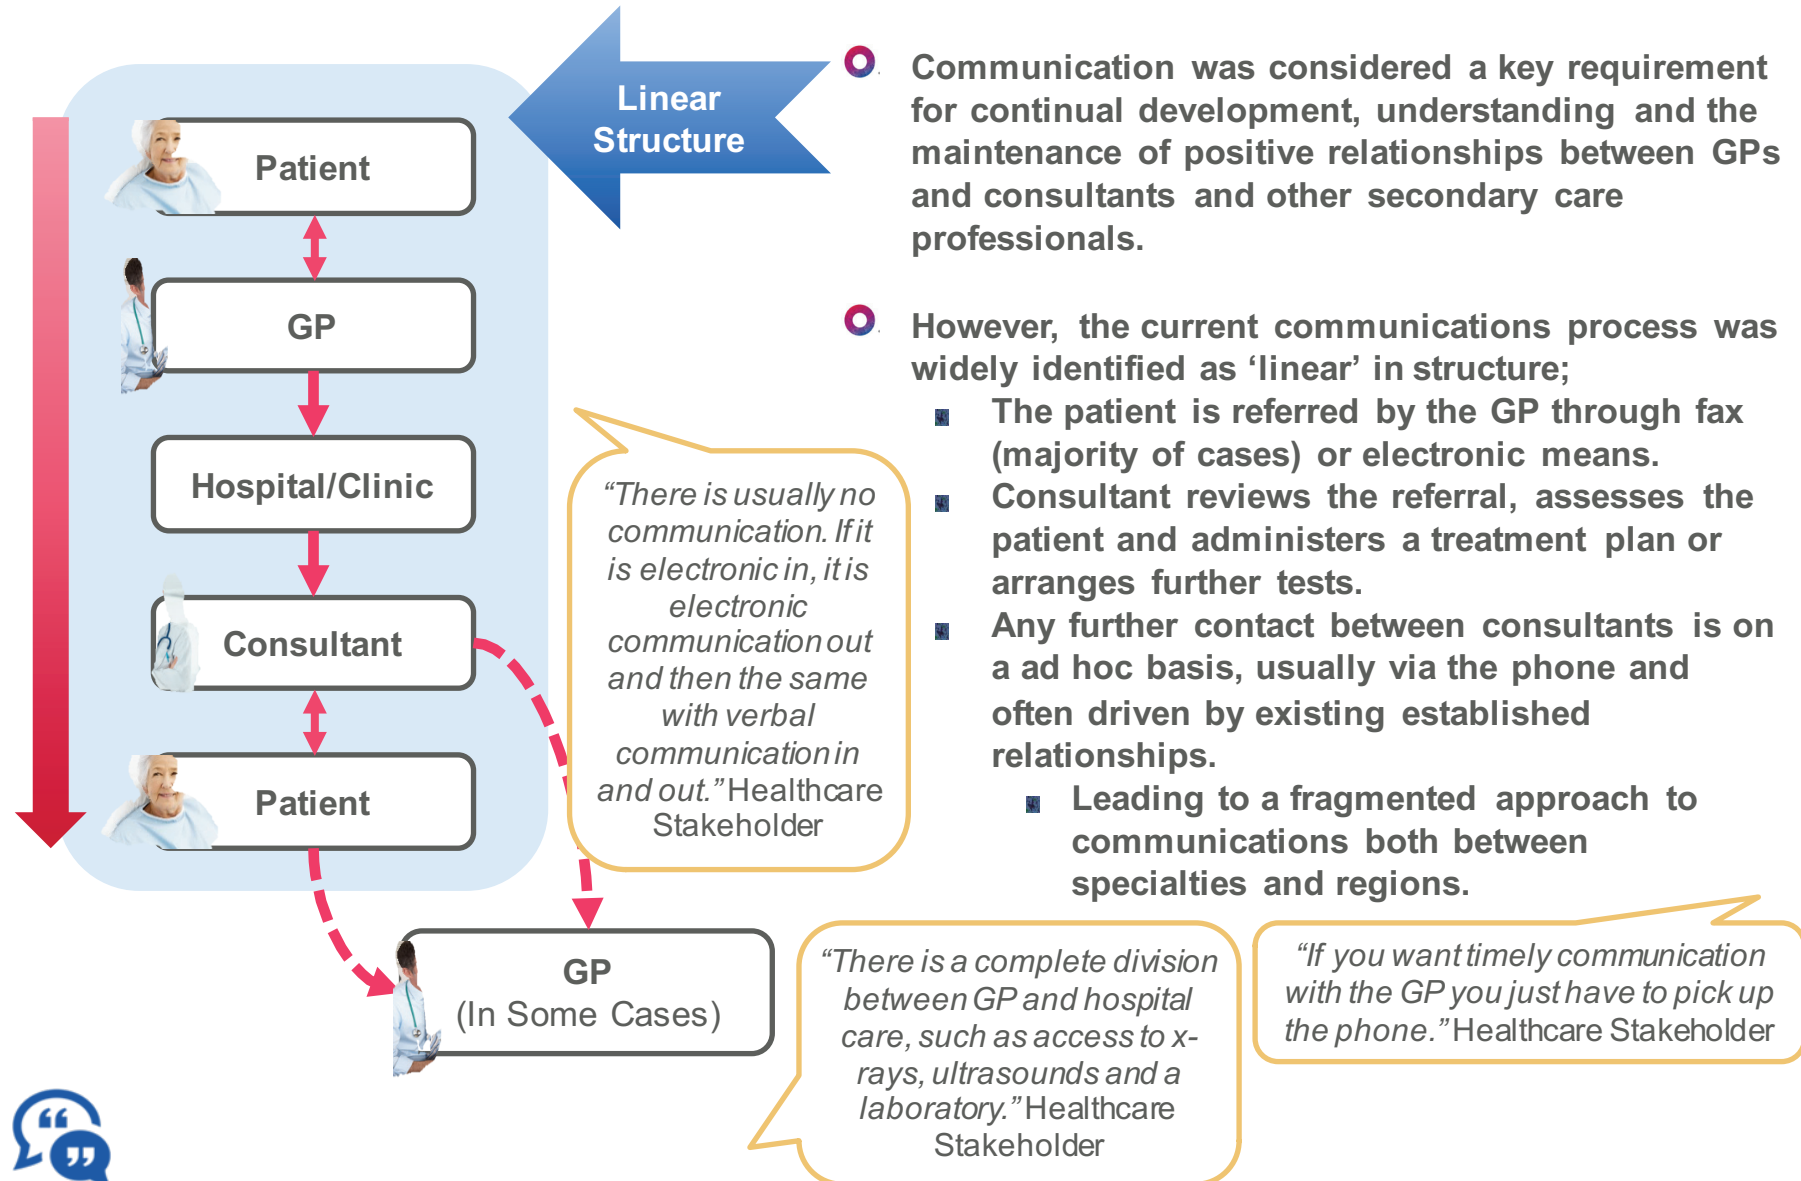 Linear
Structure
Patient
GP
Hospital/Clinic
Consultant
Patient
GP
(In Some Cases)
Communication was considered a key requirement
for continual development, understanding and the
maintenance of positive relationships between GPs
and consultants and other secondary care
professionals.
However, the current communications process was
widely identified as ‘linear’ in structure;
The patient is referred by the GP through fax
(majority of cases) or electronic means.
Consultant reviews the referral, assesses the
patient and administers a treatment plan or
arranges further tests.
Any further contact between consultants is on
a ad hoc basis, usually via the phone and
often driven by existing established
relationships.
Leading to a fragmented approach to
communications both between
specialties and regions.
“There is usually no
communication. If it
is electronic in, it is
electronic
communication out
and then the same
with verbal
communication in
and out.” Healthcare
Stakeholder
“There is a complete division
between GP and hospital
care, such as access to x-
rays, ultrasounds and a
laboratory.” Healthcare
Stakeholder
“If you want timely communication
with the GP you just have to pick up
the phone.” Healthcare Stakeholder